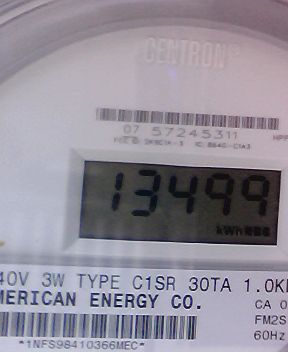 CENTRON®
07 57245311
13499
kWh
40V 3W TYPE C1SR 30TA 1.0K
MERICAN ENERGY CO.
CA 0
FM2S
60Hz
*1NFS98410366MEC*